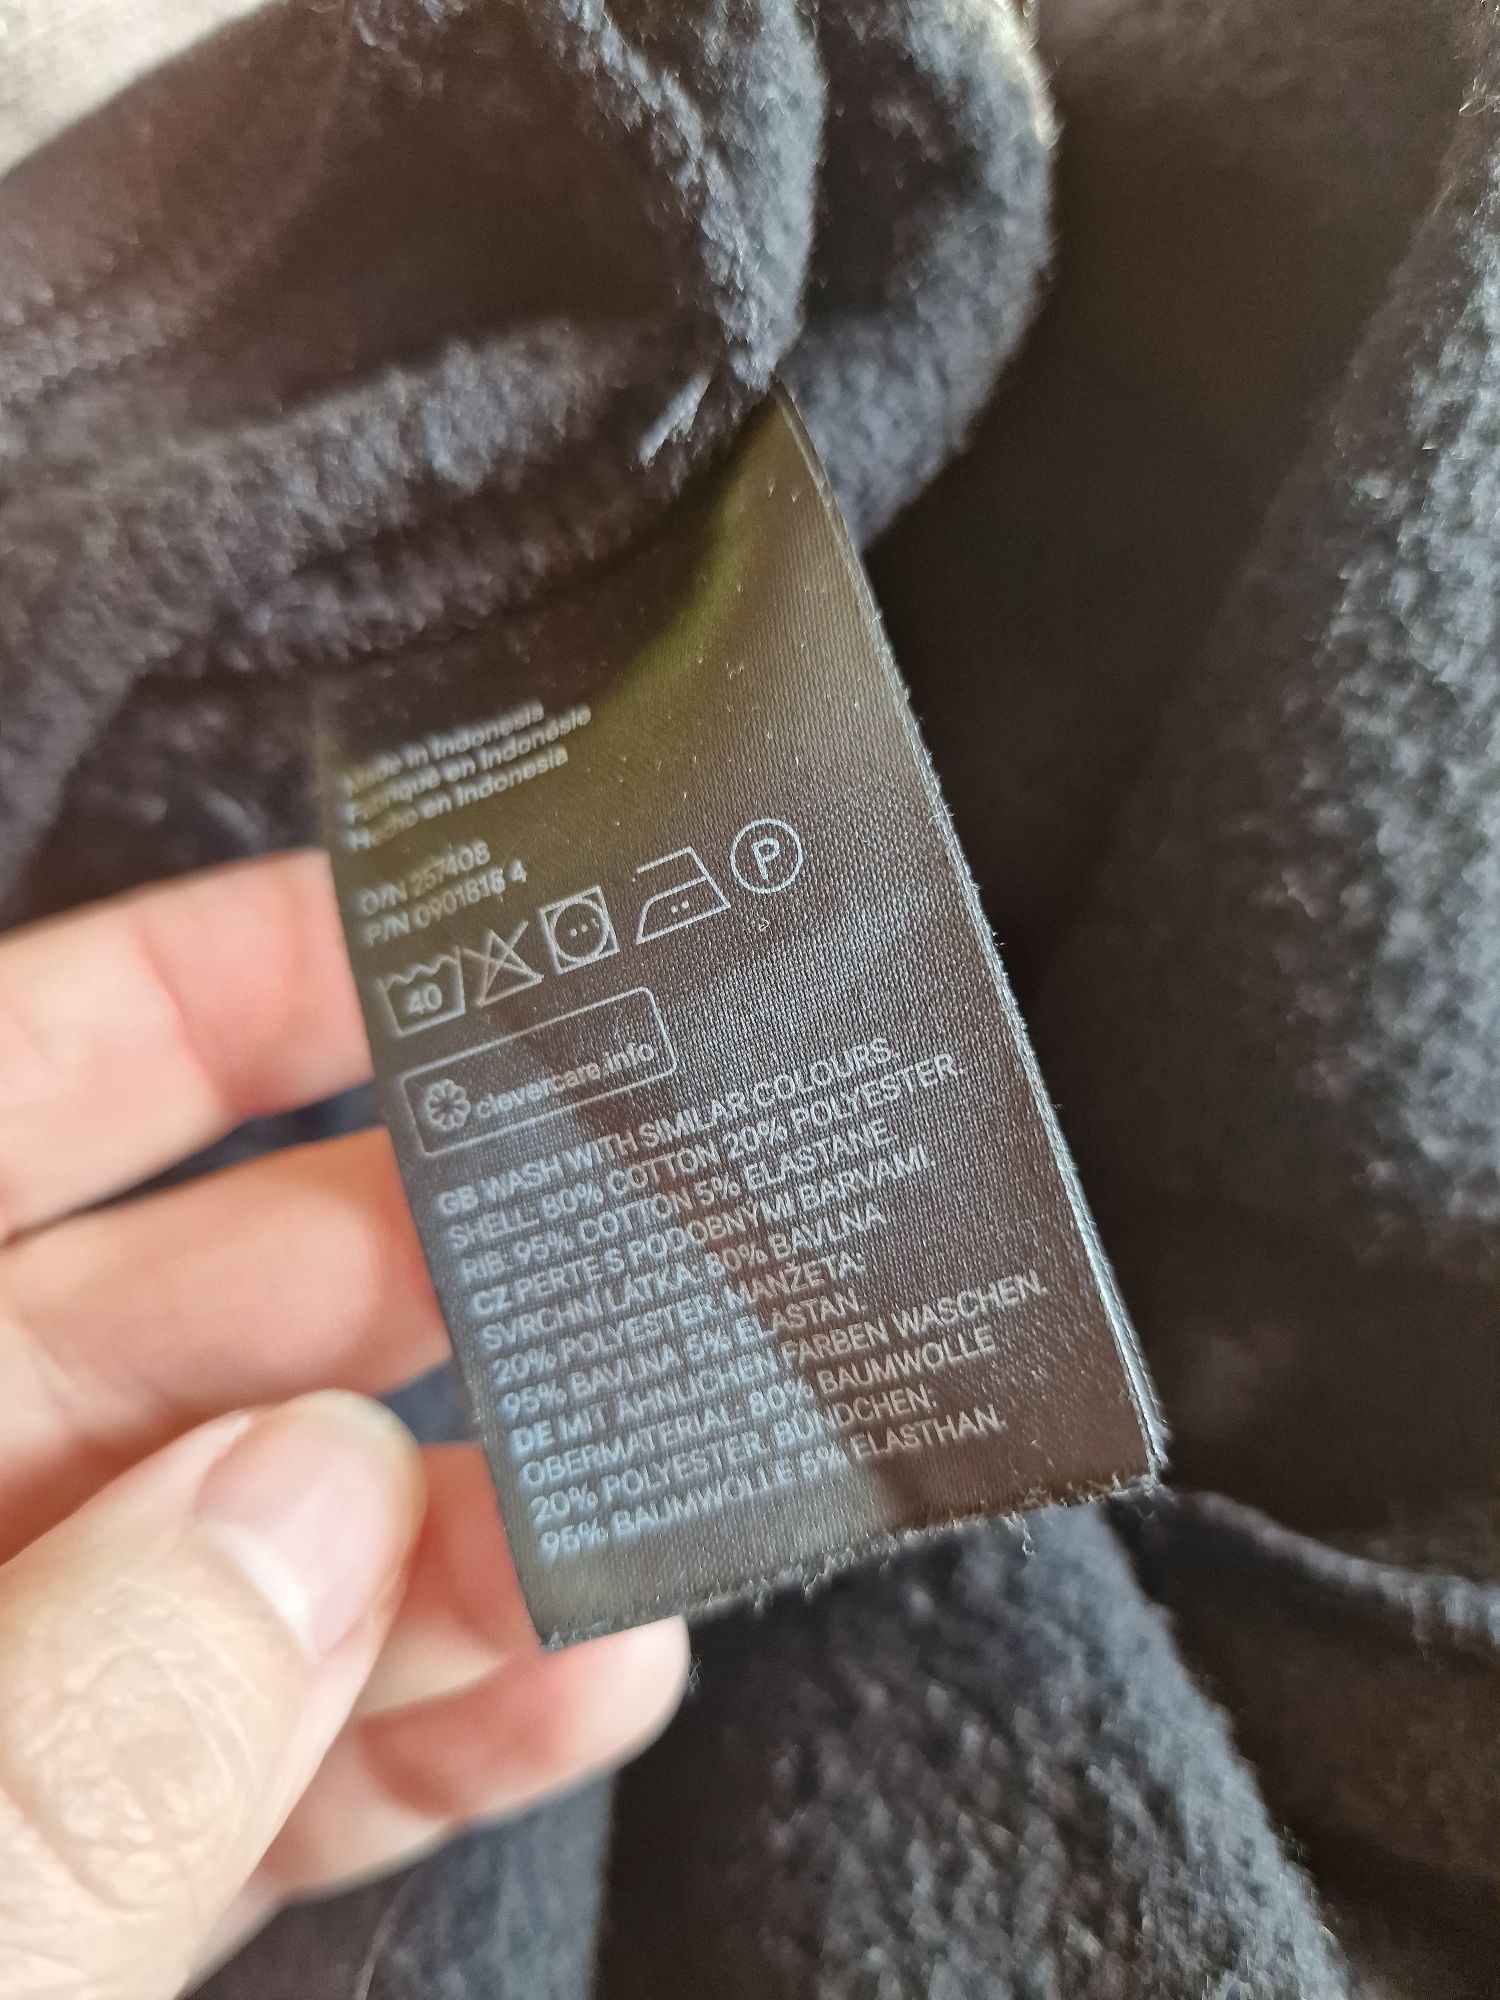 Made in Indonesia
Fabriqué en Indonésie
Hecho en Indonesia
O/N 257408
P/N 0901815 4
40 P
clevercare.info
GB WASH WITH SIMILAR COLOURS.
SHELL: 80% COTTON 20% POLYESTER.
RIB: 95% COTTON 5% ELASTANE
CZ PERTE S PODOBNÝMI BARVAMI.
SVRCHNÍ LÁTKA: 80% BAVLNA
20% POLYESTER. MANŽETA:
95% BAVLNA 5% ELASTAN.
DE MIT ÄHNLICHEN FARBEN WASCHEN.
OBERMATERIAL: 80% BAUMWOLLE
20% POLYESTER. BÜNDCHEN:
95% BAUMWOLLE 5% ELASTHAN.